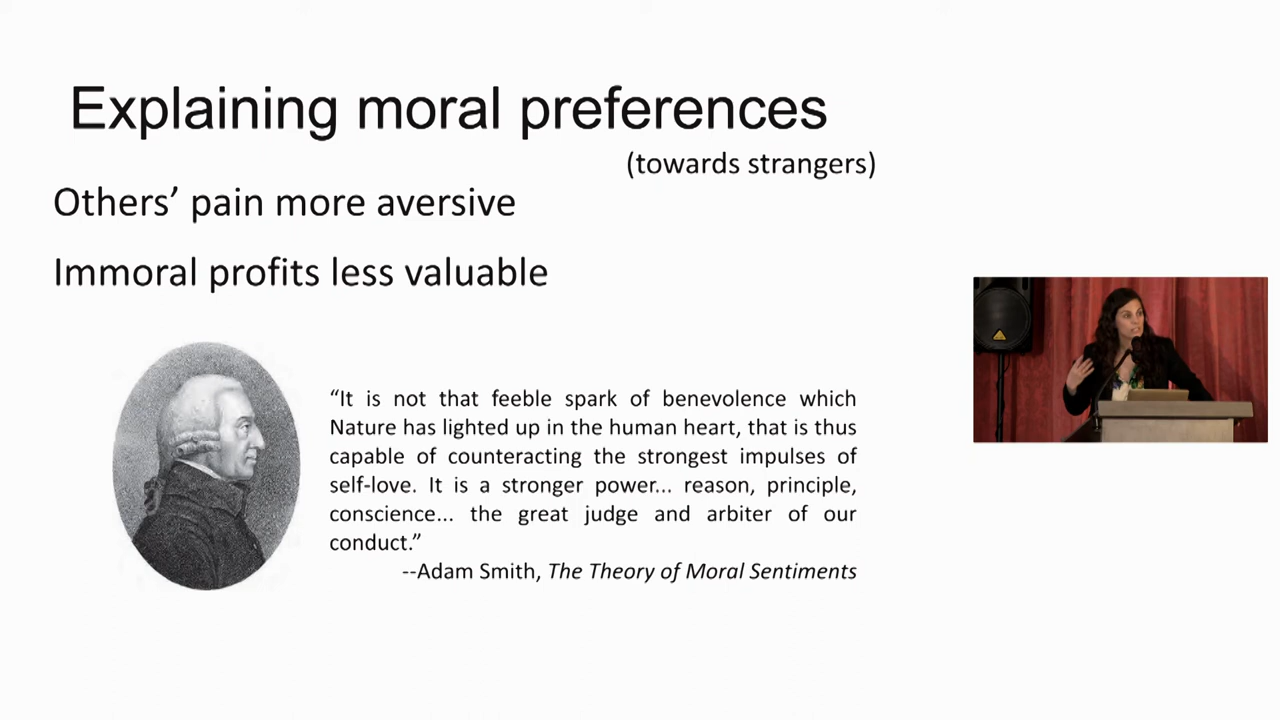 Explaining moral preferences
(towards strangers)
Others’ pain more aversive
Immoral profits less valuable
“It is not that feeble spark of benevolence which
Nature has lighted up in the human heart, that is thus
capable of counteracting the strongest impulses of
self-love. It is a stronger power... reason, principle,
conscience... the great judge and arbiter of our
conduct.”
--Adam Smith, The Theory of Moral Sentiments